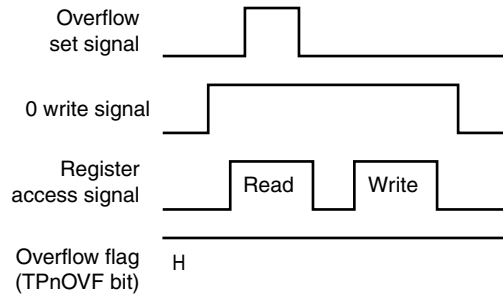 Overflow
set signal
0 write signal
Register
access signal
Read
Write
Overflow flag
(TPnOVF bit)
H